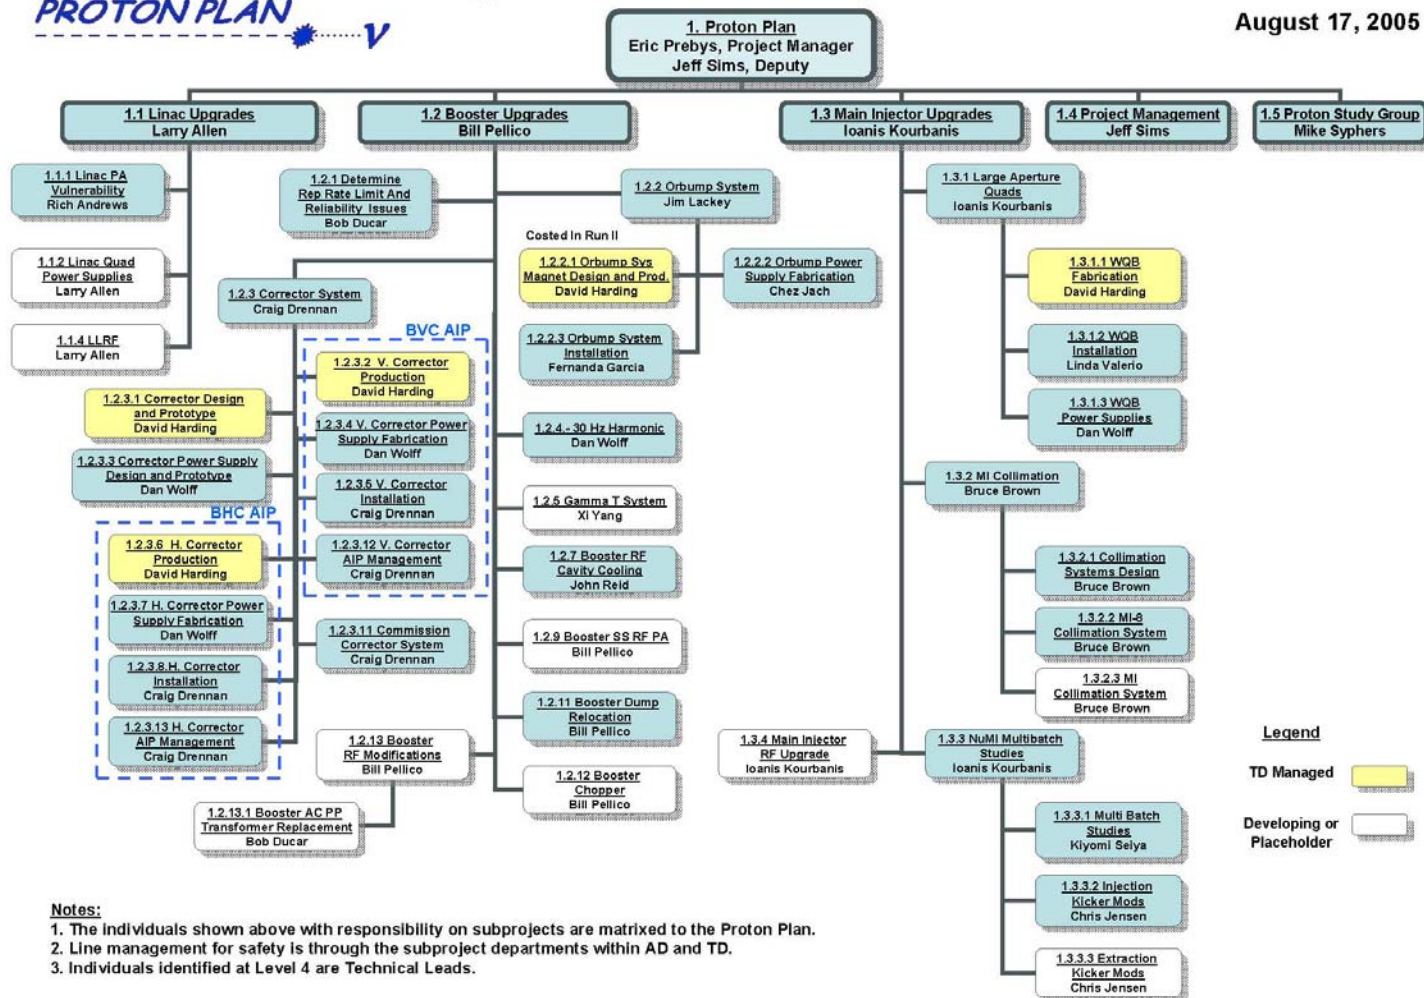 PROTON PLAN
ν
August 17, 2005
1. Proton Plan
Eric Prebys, Project Manager
Jeff Sims, Deputy
1.1 Linac Upgrades
Larry Allen
1.2 Booster Upgrades
Bill Pellico
1.3 Main Injector Upgrades
Ioanis Kourbanis
1.4 Project Management
Jeff Sims
1.5 Proton Study Group
Mike Syphers
1.1.1 Linac PA
Vulnerability
Rich Andrews
1.1.2 Linac Quad
Power Supplies
Larry Allen
1.1.4 LLRF
Larry Allen
1.2.1 Determine
Rep Rate Limit And
Reliability Issues
Bob Ducar
1.2.2 Orbump System
Jim Lackey
Costed In Run II
1.2.2.1 Orbump Sys
Magnet Design and Prod.
David Harding
1.2.2.2 Orbump Power
Supply Fabrication
Chez Jach
1.2.2.3 Orbump System
Installation
Fernanda Garcia
1.2.3 Corrector System
Craig Drennan
BVC AIP
1.2.3.2 V. Corrector
Production
David Harding
1.2.3.1 Corrector Design
and Prototype
David Harding
1.2.3.4 V. Corrector Power
Supply Fabrication
Dan Wolff
1.2.3.3 Corrector Power Supply
Design and Prototype
Dan Wolff
1.2.3.5 V. Corrector
Installation
Craig Drennan
BHC AIP
1.2.3.6 H. Corrector
Production
David Harding
1.2.3.12 V. Corrector
AIP Management
Craig Drennan
1.2.3.7 H. Corrector Power
Supply Fabrication
Dan Wolff
1.2.3.11 Commission
Corrector System
Craig Drennan
1.2.3.8.H. Corrector
Installation
Craig Drennan
1.2.3.13 H. Corrector
AIP Management
Craig Drennan
1.2.4.- 30 Hz Harmonic
Dan Wolff
1.2.5 Gamma T System
Xi Yang
1.2.7 Booster RF
Cavity Cooling
John Reid
1.2.9 Booster SS RF PA
Bill Pellico
1.2.11 Booster Dump
Relocation
Bill Pellico
1.2.12 Booster
Chopper
Bill Pellico
1.2.13 Booster
RF Modifications
Bill Pellico
1.2.13.1 Booster AC PP
Transformer Replacement
Bob Ducar
1.3.1 Large Aperture
Quads
Ioanis Kourbanis
1.3.1.1 WQB
Fabrication
David Harding
1.3.1.2 WQB
Installation
Linda Valerio
1.3.1.3 WQB
Power Supplies
Dan Wolff
1.3.2 MI Collimation
Bruce Brown
1.3.2.1 Collimation
Systems Design
Bruce Brown
1.3.2.2 MI-8
Collimation System
Bruce Brown
1.3.2.3 MI
Collimation System
Bruce Brown
1.3.4 Main Injector
RF Upgrade
Ioanis Kourbanis
1.3.3 NuMI Multibatch
Studies
Ioanis Kourbanis
1.3.3.1 Multi Batch
Studies
Kiyomi Seiya
1.3.3.2 Injection
Kicker Mods
Chris Jensen
1.3.3.3 Extraction
Kicker Mods
Chris Jensen
Legend
TD Managed
Developing or
Placeholder
Notes:
1. The individuals shown above with responsibility on subprojects are matrixed to the Proton Plan.
2. Line management for safety is through the subproject departments within AD and TD.
3. Individuals identified at Level 4 are Technical Leads.